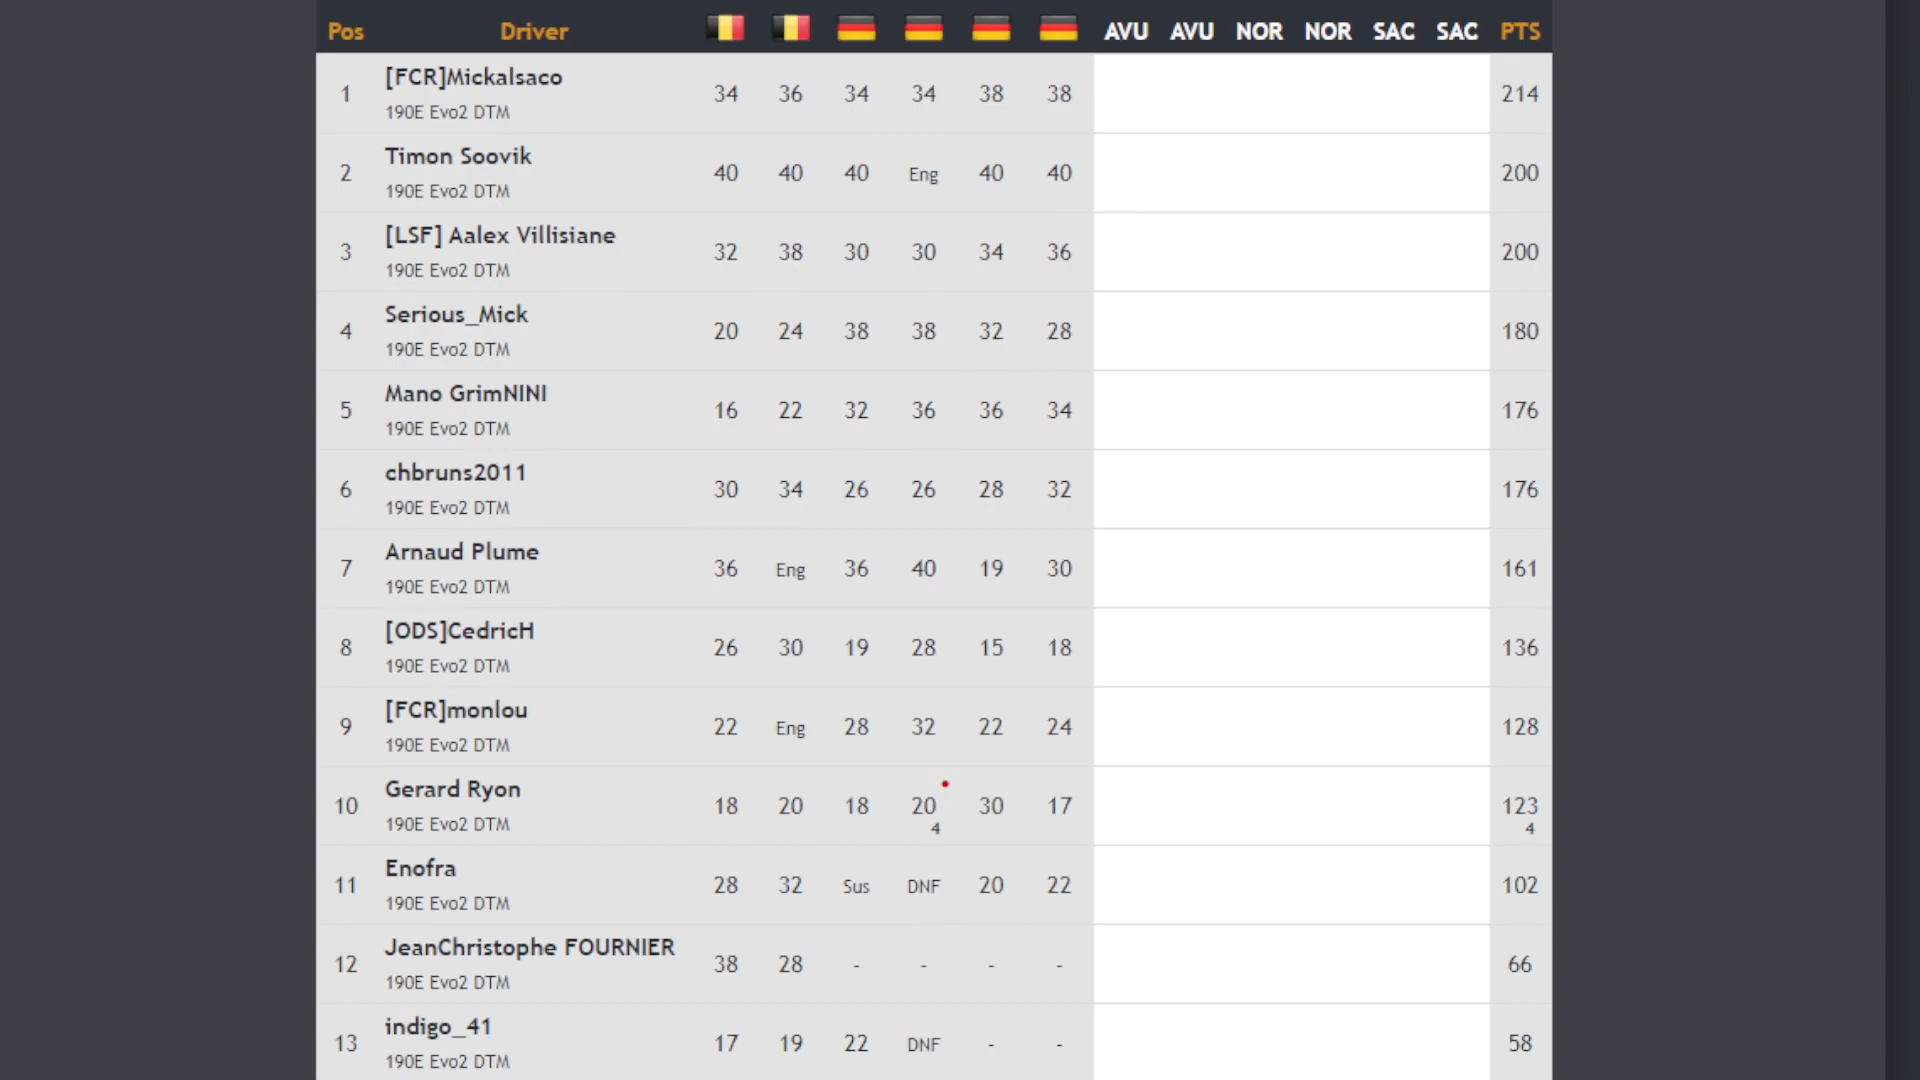 Pos Driver AVU AVU NOR NOR SAC SAC PTS
1 [FCR]Mickalsaco 34 36 34 34 38 38 214
190E Evo2 DTM
2 Timon Soovik 40 40 40 Eng 40 40 200
190E Evo2 DTM
3 [LSF] Aalex Villisiane 32 38 30 30 34 36 200
190E Evo2 DTM
4 Serious_Mick 20 24 38 38 32 28 180
190E Evo2 DTM
5 Mano GrimNINI 16 22 32 36 36 34 176
190E Evo2 DTM
6 chbruns2011 30 34 26 26 28 32 176
190E Evo2 DTM
7 Arnaud Plume 36 Eng 36 40 19 30 161
190E Evo2 DTM
8 [ODS]CedricH 26 30 19 28 15 18 136
190E Evo2 DTM
9 [FCR]monlou 22 Eng 28 32 22 24 128
190E Evo2 DTM
10 Gerard Ryon 18 20 18 20 30 17 123
190E Evo2 DTM 4 4
11 Enofra 28 32 Sus DNF 20 22 102
190E Evo2 DTM
12 JeanChristophe FOURNIER 38 28 - - - - 66
190E Evo2 DTM
13 indigo_41 17 19 22 DNF - - 58
190E Evo2 DTM